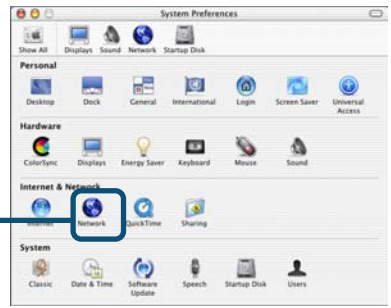 System Preferences
Show All Displays Sound Network Startup Disk
Personal
Desktop Dock General International Login Screen Saver Universal Access
Hardware
ColorSync Displays Energy Saver Keyboard Mouse Sound
Internet & Network
Internet Network QuickTime Sharing
System
Classic Date & Time Software Update Speech Startup Disk Users